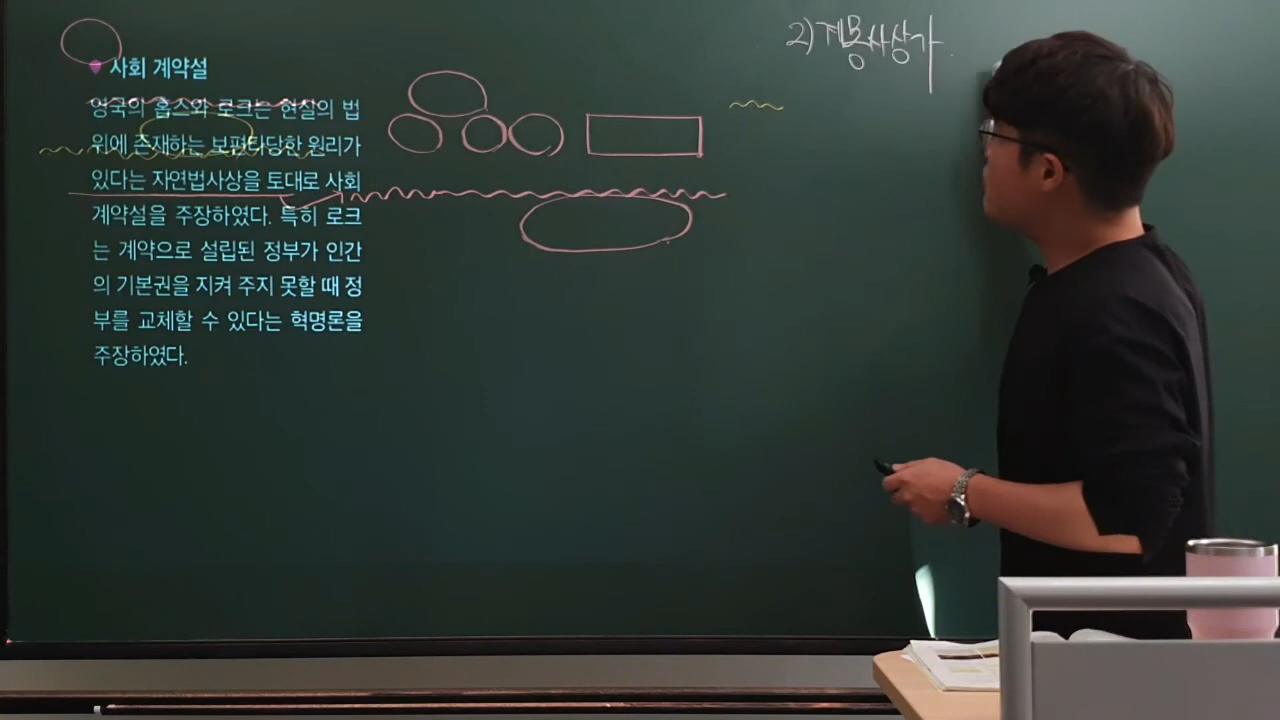 사회 계약설
영국의 홉스와 로크는 현실의 법
위에 존재하는 보편타당한 원리가
있다는 자연법사상을 토대로 사회
계약설을 주장하였다. 특히 로크
는 계약으로 설립된 정부가 인간
의 기본권을 지켜 주지 못할 때 정
부를 교체할 수 있다는 혁명론을
주장하였다.
2) 계몽사상가